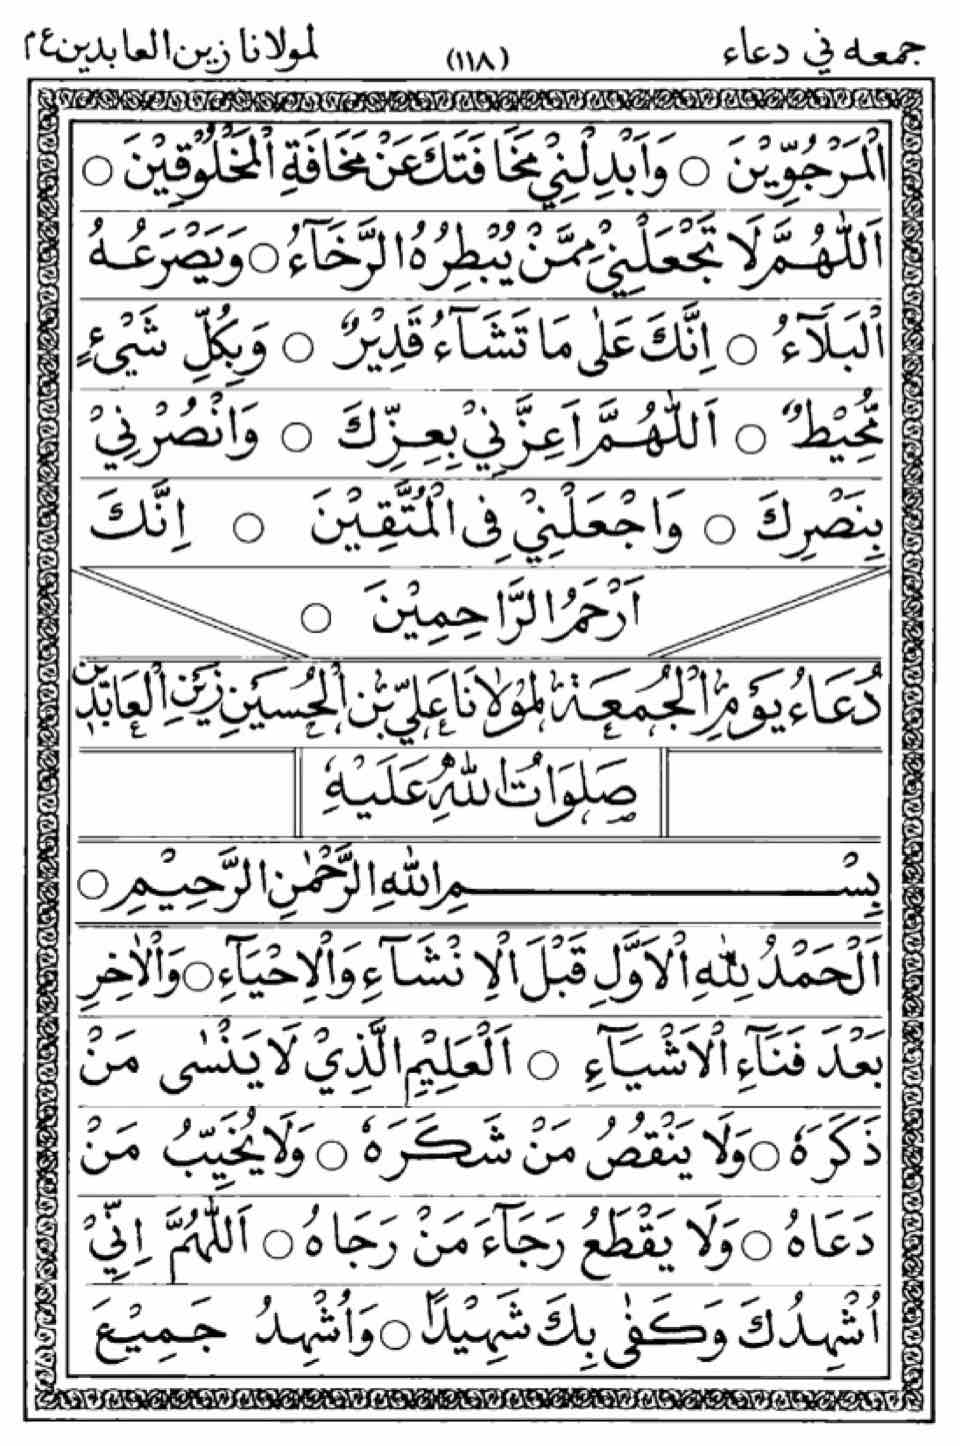 جمعه ني دعاء (١١٨) لمولانا زين العابدين ع م
اَلْمَرْجُوِّيْنَ ○ وَاَبْدِلْنِيْ مَخَافَتَكَ عَنْ مَخَافَةِ الْمَخْلُوْقِيْنَ ○
اَللّٰهُمَّ لَا تَجْعَلْنِيْ مِمَّنْ يُبْطِرُهُ الرَّخَآءُ ○ وَيَصْرَعُهُ
الْبَلَآءُ ○ اِنَّكَ عَلٰى مَا تَشَآءُ قَدِيْرٌ ○ وَبِكُلِّ شَيْءٍ
مُّحِيْطٌ ○ اَللّٰهُمَّ اَعِزَّنِيْ بِعِزِّكَ ○ وَانْصُرْنِيْ
بِنَصْرِكَ ○ وَاجْعَلْنِيْ فِى الْمُتَّقِيْنَ ○ اِنَّكَ
اَرْحَمُ الرَّاحِمِيْنَ ○
دُعَاءُ يَوْمِ الْجُمُعَةِ لِمَوْلَانَا عَلِيِّ بْنِ الْحُسَيْنِ زَيْنِ الْعَابِدِيْنَ
صَلَوَاتُ اللّٰهِ عَلَيْهِ
بِسْـــــــــمِ اللّٰهِ الرَّحْمٰنِ الرَّحِيْمِ ○
اَلْحَمْدُ لِلّٰهِ الْاَوَّلِ قَبْلَ الْاِنْشَآءِ وَالْاِحْيَآءِ ○ وَالْاٰخِرِ
بَعْدَ فَنَآءِ الْاَشْيَآءِ ○ اَلْعَلِيْمِ الَّذِيْ لَا يَنْسٰى مَنْ
ذَكَرَهٗ ○ وَلَا يَنْقُصُ مَنْ شَكَرَهٗ ○ وَلَا يُخَيِّبُ مَنْ
دَعَاهُ ○ وَلَا يَقْطَعُ رَجَآءَ مَنْ رَجَاهُ ○ اَللّٰهُمَّ اِنِّيْ
اُشْهِدُكَ وَكَفٰى بِكَ شَهِيْدًا ○ وَاُشْهِدُ جَمِيْعَ